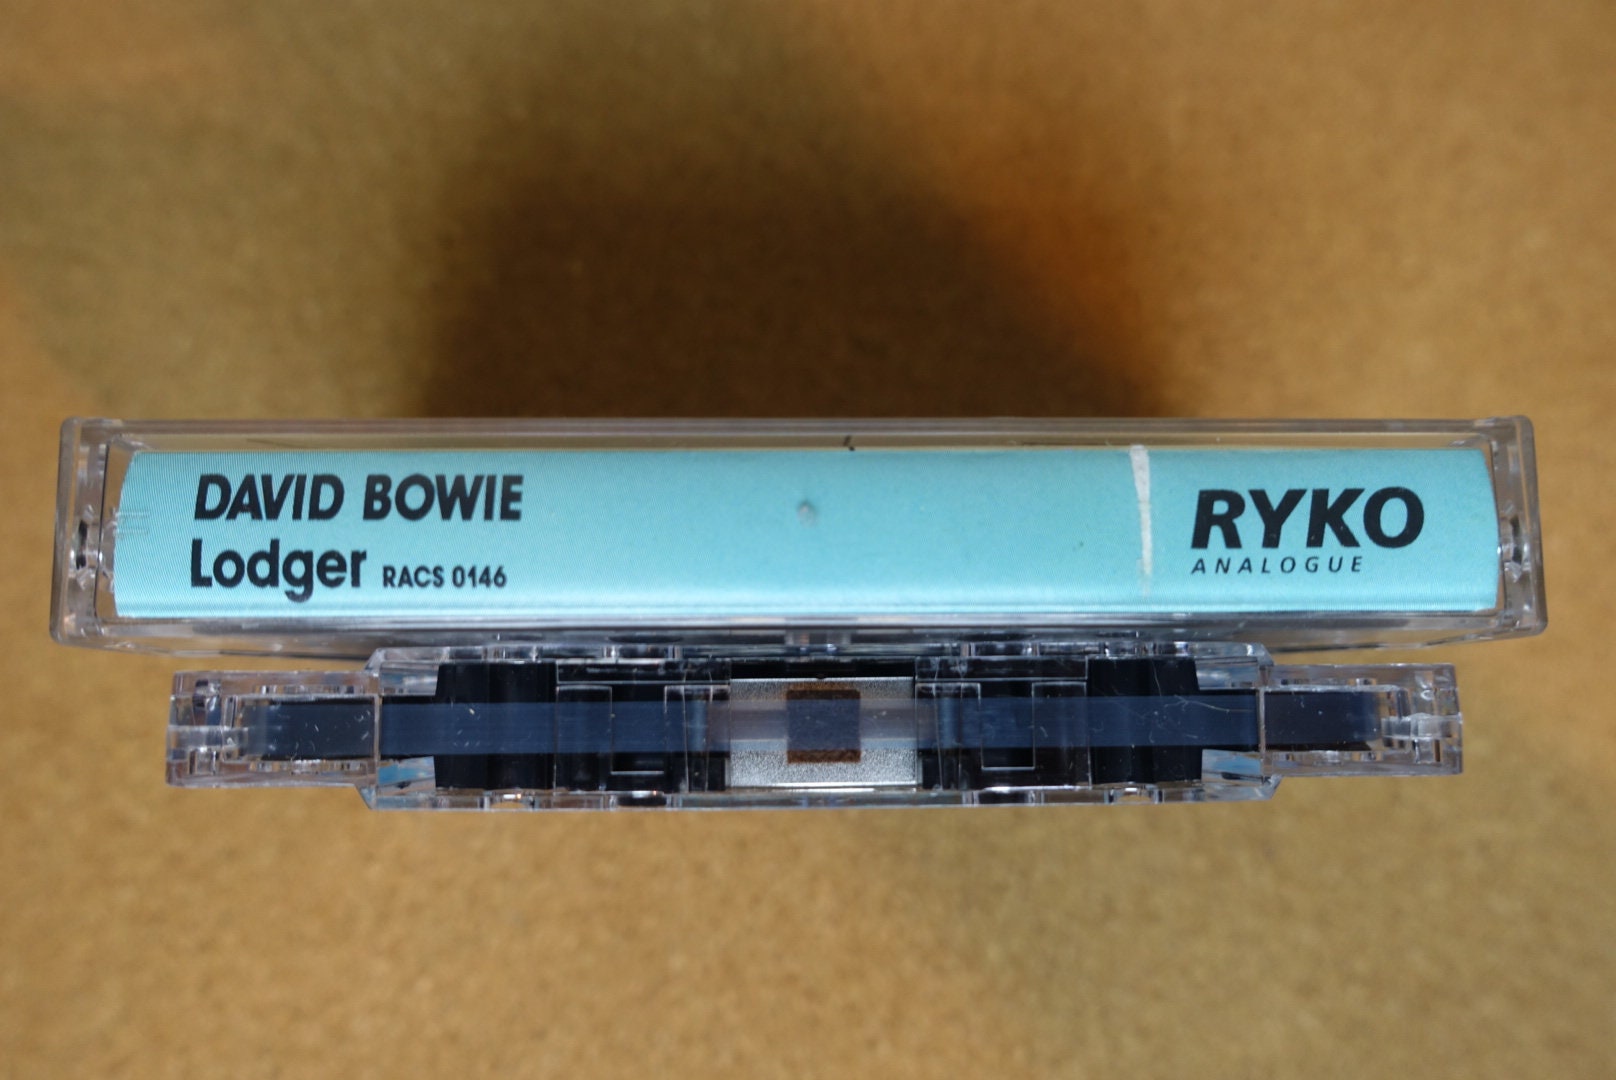 DAVID BOWIE
Lodger RACS 0146
RYKO
ANALOGUE